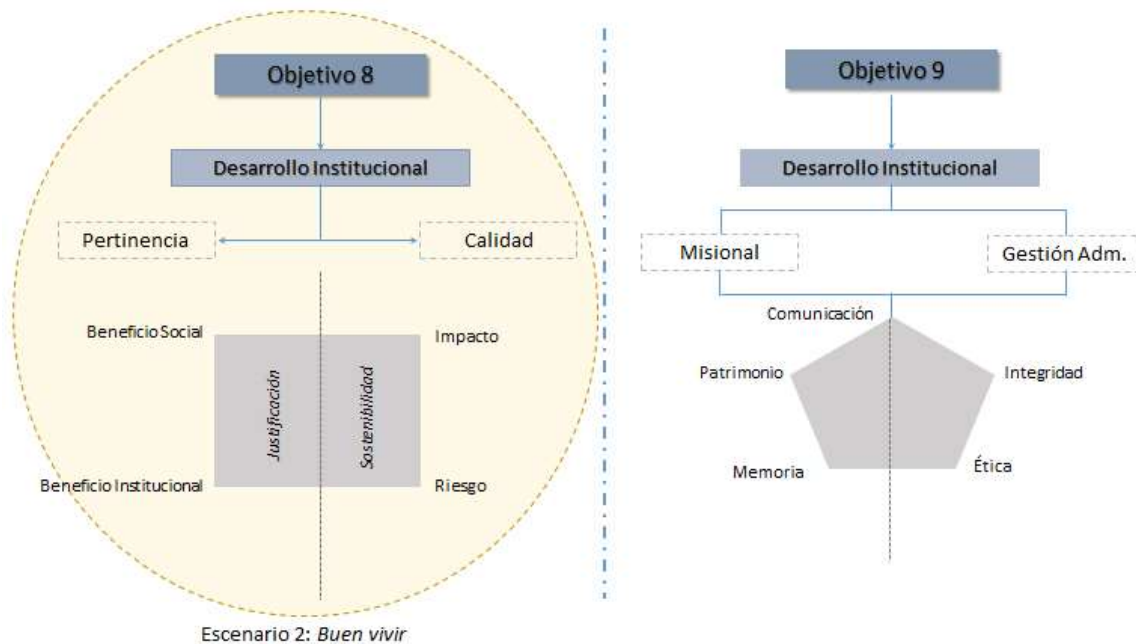 Objetivo 8
Desarrollo Institucional
Pertinencia
Calidad
Beneficio Social
Impacto
Justificación
Sostenibilidad
Beneficio Institucional
Riesgo
Escenario 2: Buen vivir
Objetivo 9
Desarrollo Institucional
Misional
Gestión Adm.
Comunicación
Patrimonio
Integridad
Memoria
Ética